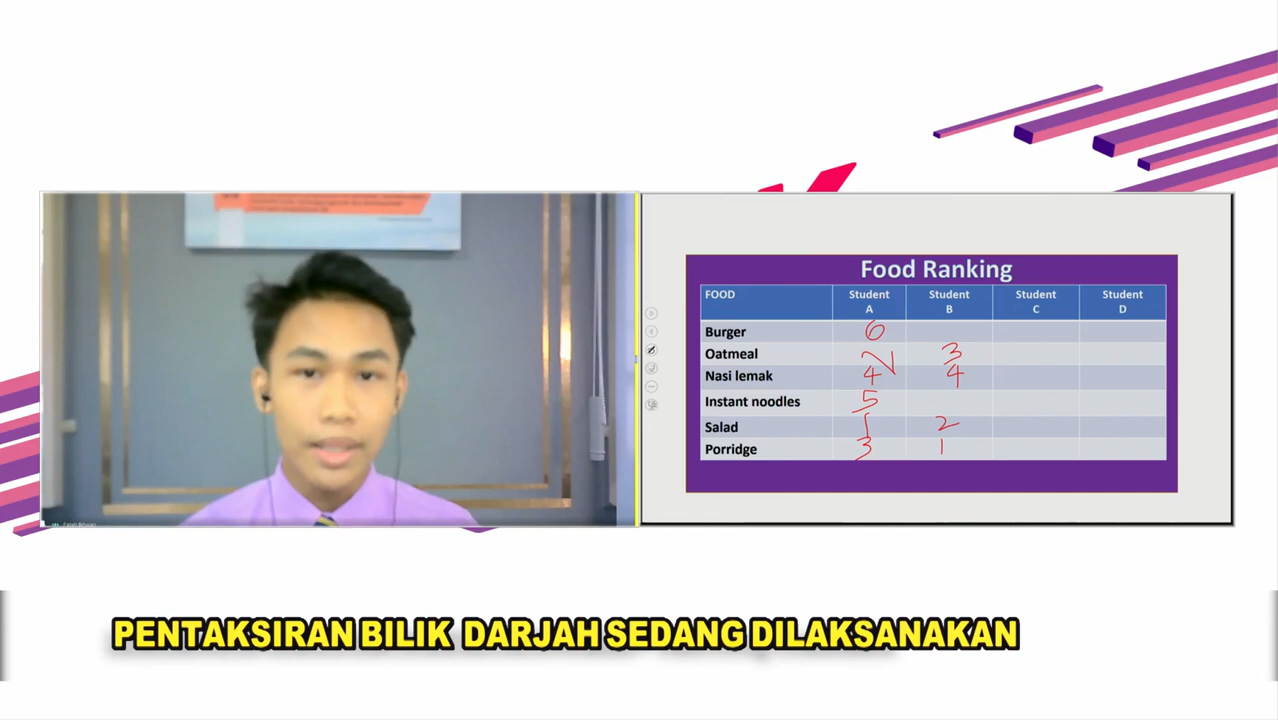 Food Ranking
FOOD Student A Student B Student C Student D
Burger 6
Oatmeal 2 3
Nasi lemak 4 4
Instant noodles 5
Salad 1 2
Porridge 3 1
PENTAKSIRAN BILIK DARJAH SEDANG DILAKSANAKAN